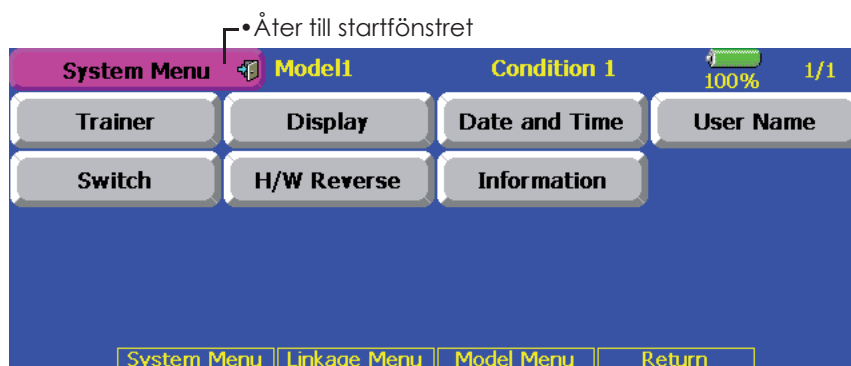 •Åter till startfönstret
System Menu Model1 Condition 1 100% 1/1
Trainer Display Date and Time User Name
Switch H/W Reverse Information
System Menu Linkage Menu Model Menu Return